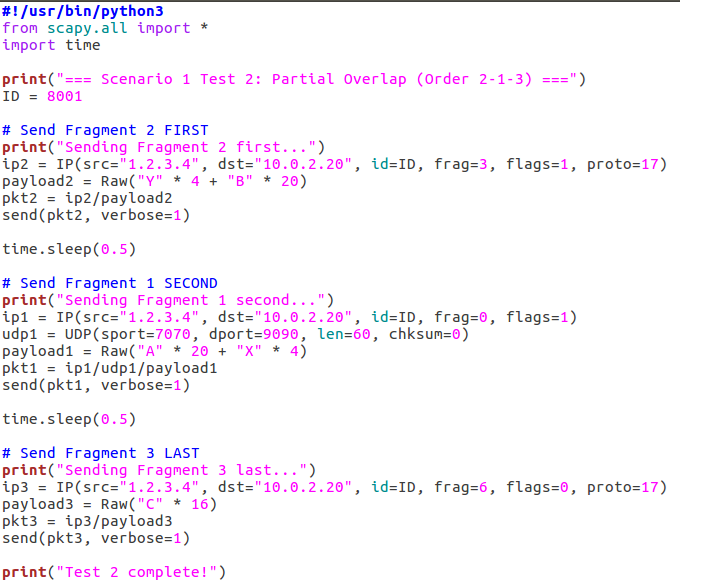 #!/usr/bin/python3
from scapy.all import *
import time
print("=== Scenario 1 Test 2: Partial Overlap (Order 2-1-3) ===")
ID = 8001
# Send Fragment 2 FIRST
print("Sending Fragment 2 first...")
ip2 = IP(src="1.2.3.4", dst="10.0.2.20", id=ID, frag=3, flags=1, proto=17)
payload2 = Raw("Y" * 4 + "B" * 20)
pkt2 = ip2/payload2
send(pkt2, verbose=1)
time.sleep(0.5)
# Send Fragment 1 SECOND
print("Sending Fragment 1 second...")
ip1 = IP(src="1.2.3.4", dst="10.0.2.20", id=ID, frag=0, flags=1)
udp1 = UDP(sport=7070, dport=9090, len=60, chksum=0)
payload1 = Raw("A" * 20 + "X" * 4)
pkt1 = ip1/udp1/payload1
send(pkt1, verbose=1)
time.sleep(0.5)
# Send Fragment 3 LAST
print("Sending Fragment 3 last...")
ip3 = IP(src="1.2.3.4", dst="10.0.2.20", id=ID, frag=6, flags=0, proto=17)
payload3 = Raw("C" * 16)
pkt3 = ip3/payload3
send(pkt3, verbose=1)
print("Test 2 complete!")